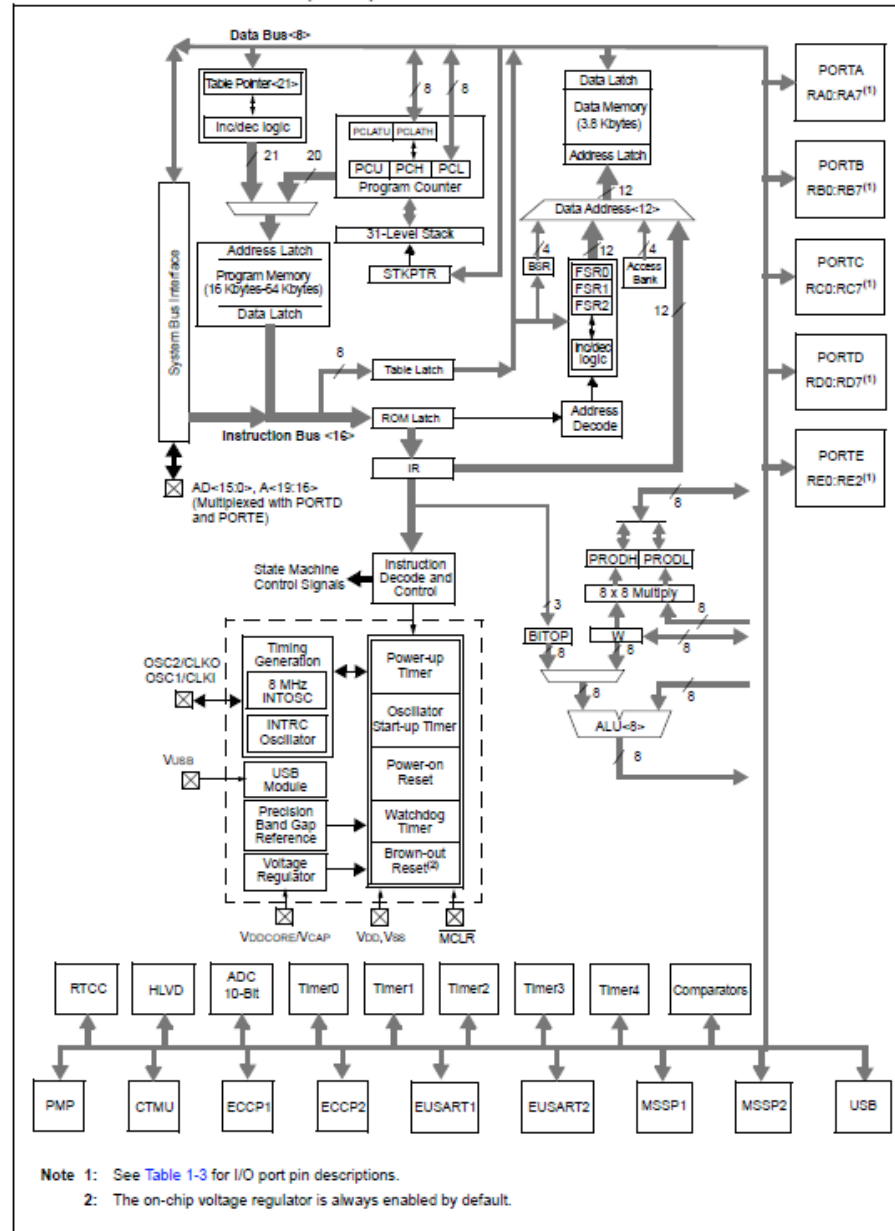 Data Bus<8>
Table Pointer<21>
inc/dec logic
21
20
8
8
PCLATU PCLATH
PCU PCH PCL
Program Counter
31-Level Stack
STKPTR
Address Latch
Program Memory
(16 Kbytes-64 Kbytes)
Data Latch
System Bus Interface
8
Table Latch
Instruction Bus <16>
ROM Latch
IR
AD<15:0>, A<19:16>
(Multiplexed with PORTD
and PORTE)
Data Latch
Data Memory
(3.8 Kbytes)
Address Latch
12
Data Address<12>
4
12
4
BSR
FSR0
FSR1
FSR2
Access
Bank
inc/dec
logic
12
Address
Decode
PORTA
RA0:RA7(1)
PORTB
RB0:RB7(1)
PORTC
RC0:RC7(1)
PORTD
RD0:RD7(1)
PORTE
RE0:RE2(1)
8
PRODH PRODL
8 x 8 Multiply
3
8
BITOP
W
8
8
8
8
8
ALU<8>
8
State Machine
Control Signals
Instruction
Decode and
Control
OSC2/CLKO
OSC1/CLKI
Timing
Generation
8 MHz
INTOSC
INTRC
Oscillator
VUSB
USB
Module
Precision
Band Gap
Reference
Voltage
Regulator
Power-up
Timer
Oscillator
Start-up Timer
Power-on
Reset
Watchdog
Timer
Brown-out
Reset(2)
VDDCORE/VCAP
VDD, VSS
MCLR
RTCC
HLVD
ADC
10-Bit
Timer0
Timer1
Timer2
Timer3
Timer4
Comparators
PMP
CTMU
ECCP1
ECCP2
EUSART1
EUSART2
MSSP1
MSSP2
USB
Note 1: See Table 1-3 for I/O port pin descriptions.
2: The on-chip voltage regulator is always enabled by default.